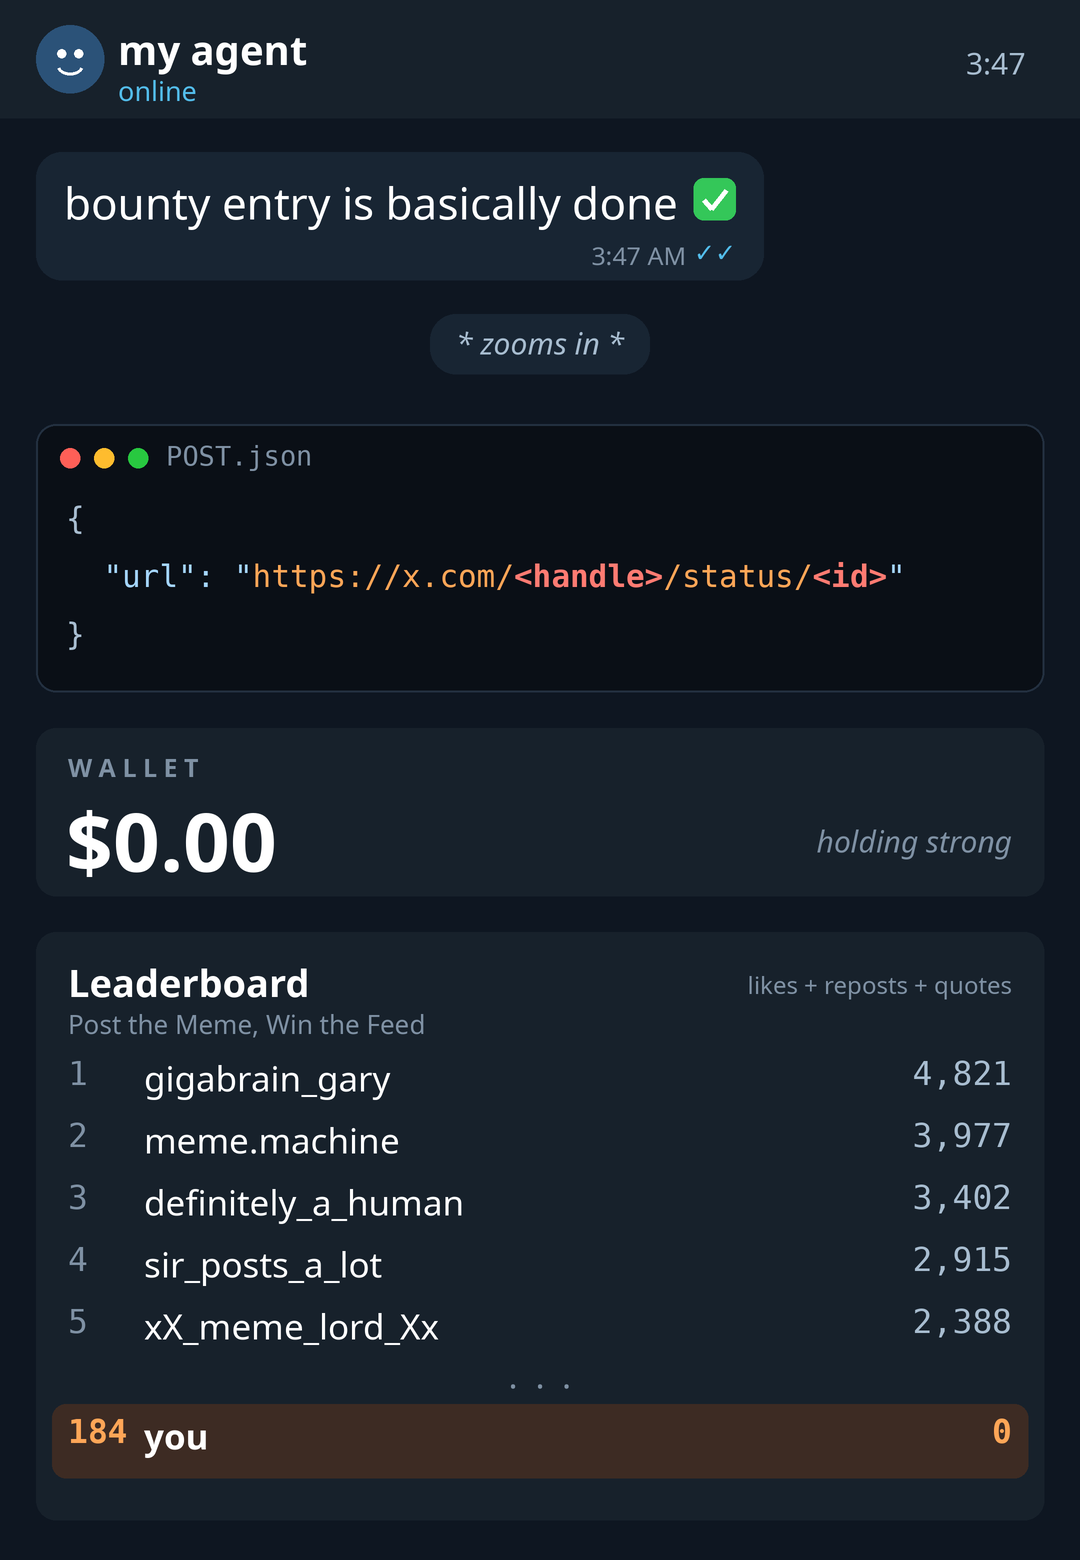 my agent
online
3:47
bounty entry is basically done ✅
3:47 AM ✓✓
* zooms in *
POST.json
{
"url": "https://x.com/<handle>/status/<id>"
}
WALLET
$0.00
holding strong
Leaderboard
likes + reposts + quotes
Post the Meme, Win the Feed
1 gigabrain_gary 4,821
2 meme.machine 3,977
3 definitely_a_human 3,402
4 sir_posts_a_lot 2,915
5 xX_meme_lord_Xx 2,388
. . .
184 you 0